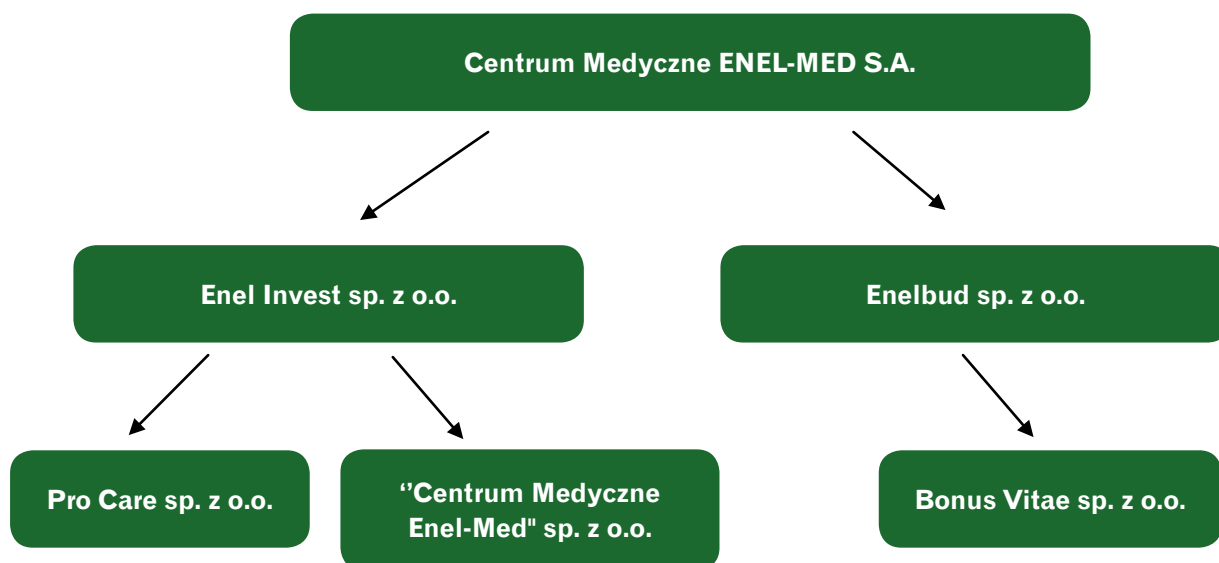 Centrum Medyczne ENEL-MED S.A.
Enel Invest sp. z o.o.
Enelbud sp. z o.o.
Pro Care sp. z o.o.
‘’Centrum Medyczne
Enel-Med" sp. z o.o.
Bonus Vitae sp. z o.o.